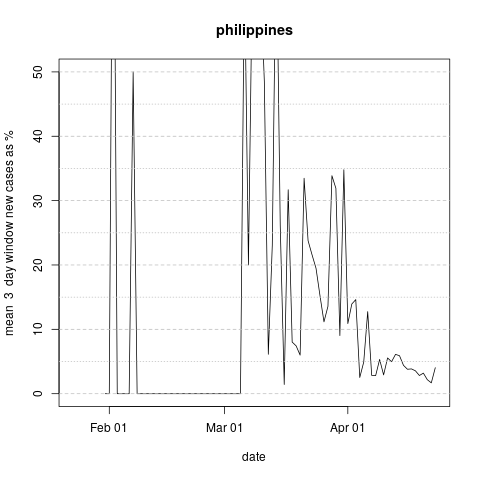 philippines
mean  3  day window new cases as %
50
40
30
20
10
0
Feb 01
Mar 01
Apr 01
date